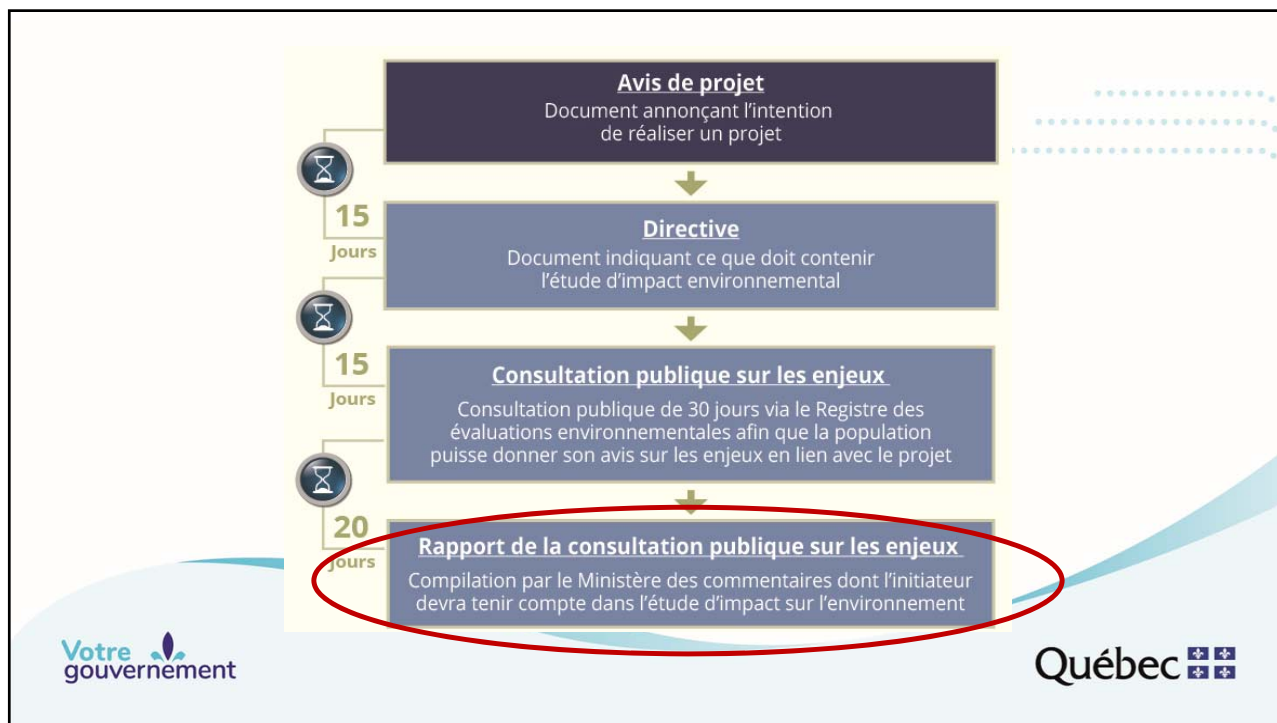 Avis de projet
Document annonçant l'intention
de réaliser un projet
15
Jours
Directive
Document indiquant ce que doit contenir
l'étude d'impact environnemental
15
Jours
Consultation publique sur les enjeux
Consultation publique de 30 jours via le Registre des
évaluations environnementales afin que la population
puisse donner son avis sur les enjeux en lien avec le projet
20
Jours
Rapport de la consultation publique sur les enjeux
Compilation par le Ministère des commentaires dont l'initiateur
devra tenir compte dans l'étude d'impact sur l'environnement
Votre
gouvernement
Québec